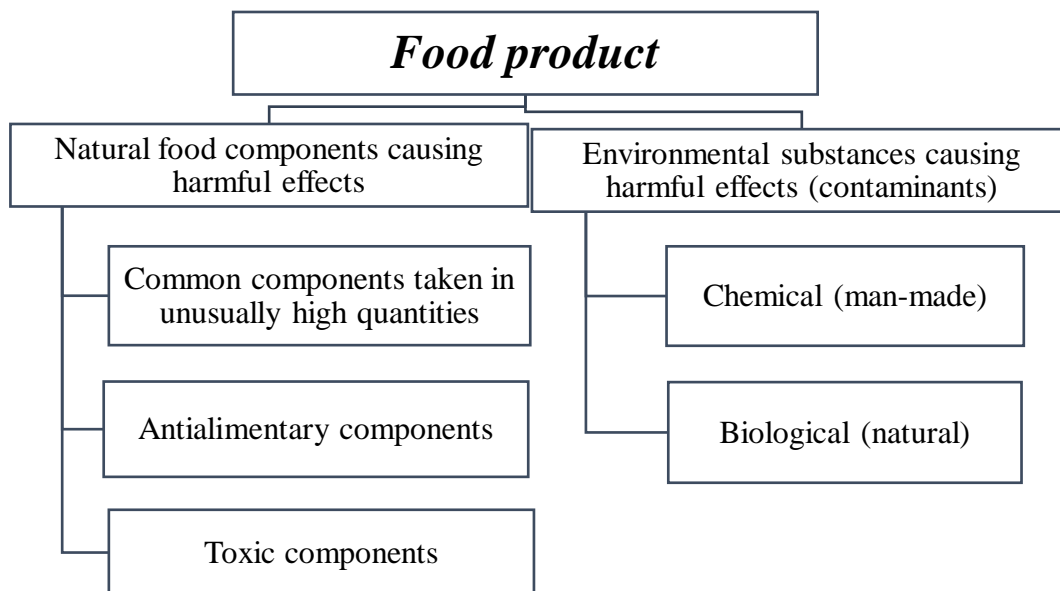 Food product
Natural food components causing
harmful effects
Environmental substances causing
harmful effects (contaminants)
Common components taken in
unusually high quantities
Chemical (man-made)
Antialimentary components
Biological (natural)
Toxic components